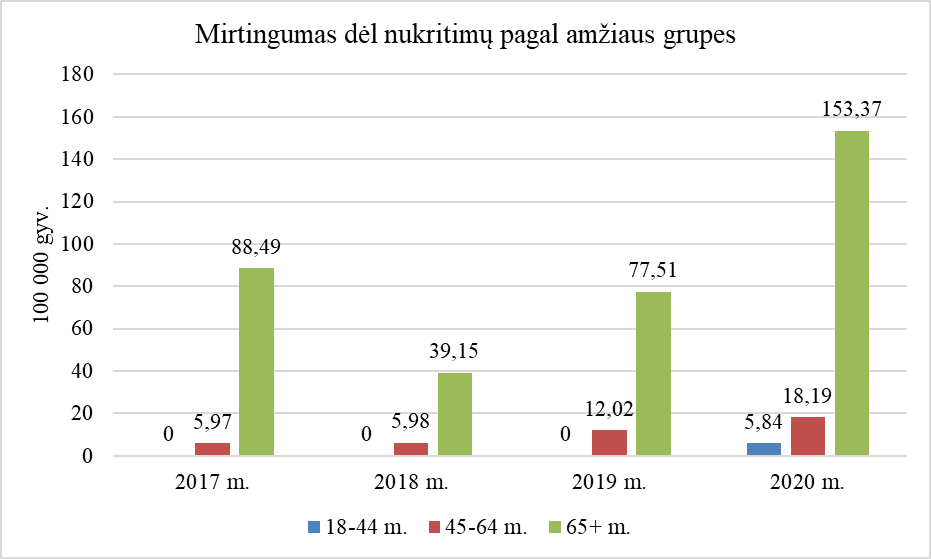 Mirtingumas dėl nukritimų pagal amžiaus grupes
100 000 gyv.
180
160
140
120
100
80
60
40
20
0
0
5,97
88,49
0
5,98
39,15
0
12,02
77,51
5,84
18,19
153,37
2017 m.
2018 m.
2019 m.
2020 m.
18-44 m.
45-64 m.
65+ m.